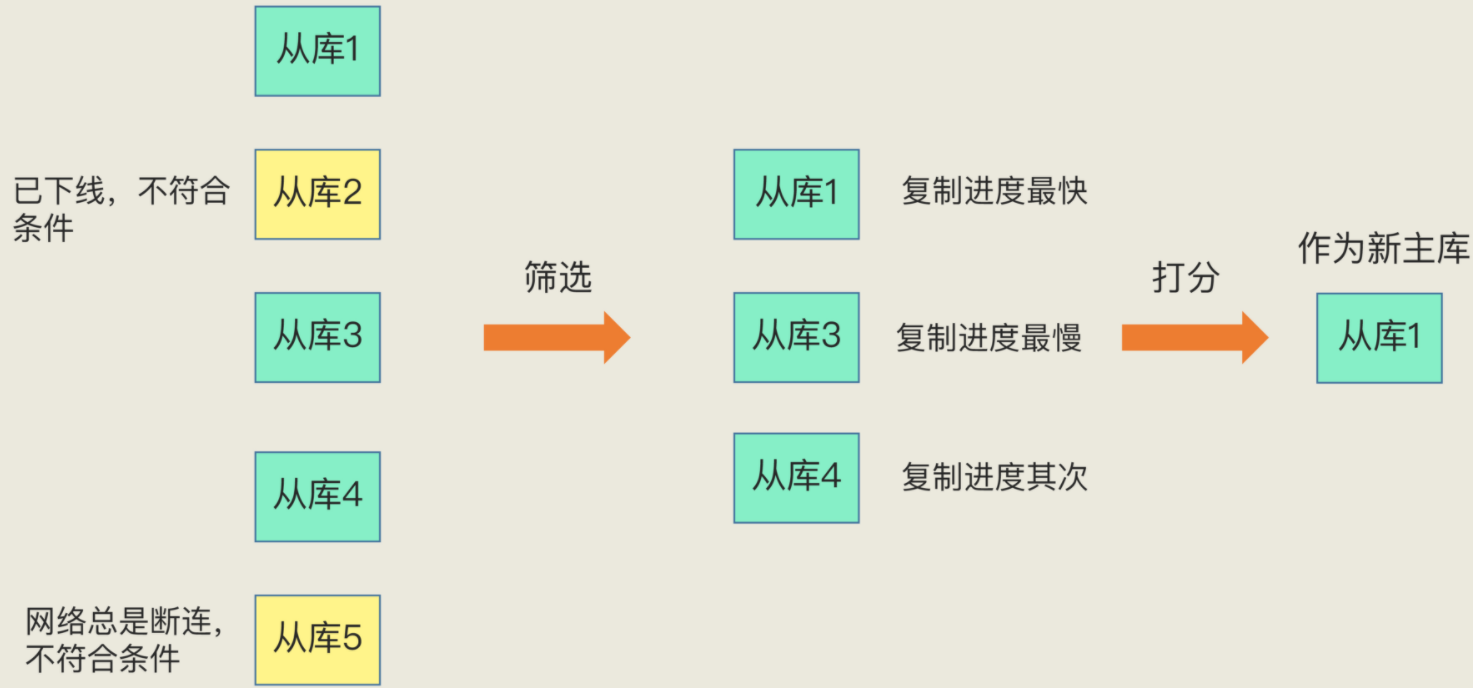 从库1
已下线，不符合
条件
从库2
从库3
从库4
网络总是断连，
不符合条件
从库5
筛选
从库1
复制进度最快
从库3
复制进度最慢
从库4
复制进度其次
打分
作为新主库
从库1